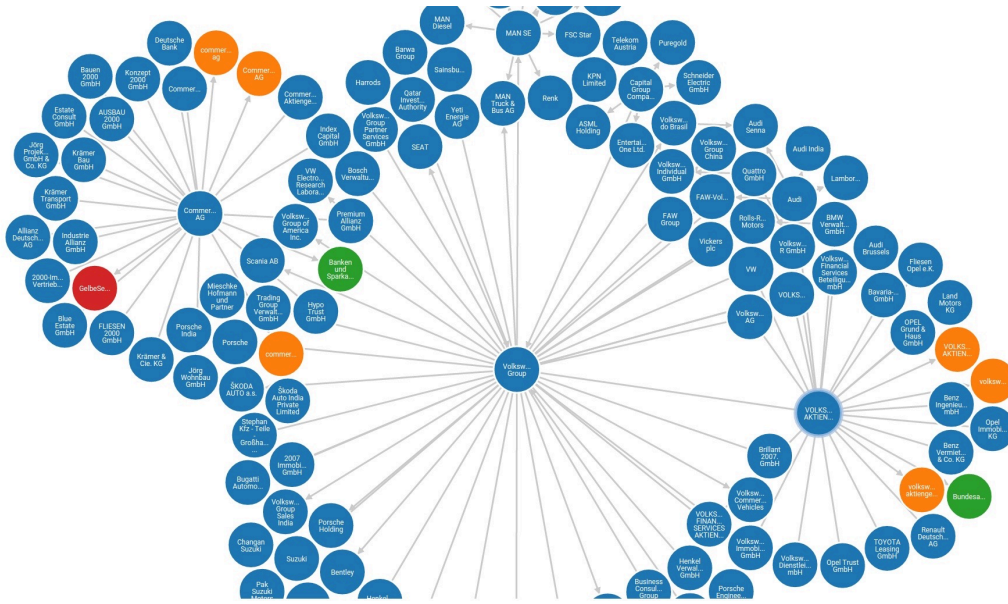 MAN
Diesel
MAN SE
FSC Star
Telekom
Austria
Puregold
Deutsche
Bank
commer...
ag
Commer...
AG
Barwa
Group
Sainsbu...
Harrods
Qatar
Invest...
Authority
Yeti
Energie
AG
MAN
Truck &
Bus AG
Renk
KPN
Limited
Capital
Group
Compa...
Schneider
Electric
GmbH
ASML
Holding
Entertai...
One Ltd.
Bauen
2000
GmbH
Konzept
2000
GmbH
Commer...
Commer...
Aktienge...
Estate
Consult
GmbH
AUSBAU
2000
GmbH
Index
Capital
GmbH
Volksw...
Group
Partner
Services
GmbH
SEAT
Volksw...
do Brasil
Audi
Senna
Volksw...
Group
China
Audi India
Jörg
Projek...
GmbH &
Co. KG
Krämer
Bau
GmbH
VW
Electro...
Research
Labora...
Bosch
Verwaltu...
Volksw...
Individual
GmbH
Quattro
GmbH
Lambor...
Krämer
Transport
GmbH
Commer...
AG
Volksw...
Group of
America
Inc.
Premium
Allianz
GmbH
FAW-Vol...
Audi
FAW
Group
Rolls-R...
Motors
BMW
Verwalt...
GmbH
Allianz
Deutsch...
AG
Industrie
Allianz
GmbH
Scania AB
Banken
und
Sparka...
Vickers
plc
Volksw...
R GmbH
Audi
Brussels
2000-Im...
Vertrieb...
GelbeSe...
Mieschke
Hofmann
und
Partner
Trading
Group
Verwalt...
GmbH
Hypo
Trust
GmbH
VW
VOLKS...
Volksw...
Financial
Services
Beteiligu...
mbH
Bavaria-...
GmbH
Fliesen
Opel e.K.
Blue
Estate
GmbH
FLIESEN
2000
GmbH
Porsche
India
Volksw...
AG
OPEL
Grund &
Haus
GmbH
Land
Motors
KG
Krämer &
Cie. KG
Porsche
commer...
VOLKS...
AKTIEN...
Jörg
Wohnbau
GmbH
ŠKODA
AUTO a.s.
Škoda
Auto India
Private
Limited
Volksw...
Group
volksw...
Benz
Ingenieu...
mbH
VOLKS...
AKTIEN...
Opel
Immobi...
KG
Stephan
Kfz - Teile
-
Großha...
...
Benz
Vermiet...
& Co. KG
2007
Immobi...
GmbH
Brillant
2007.
GmbH
Bugatti
Automo...
volksw...
aktienge...
Bundesa...
Volksw...
Group
Sales
India
Porsche
Holding
Volksw...
Commer...
Vehicles
VOLKS...
FINAN...
SERVICES
AKTIEN...
Renault
Deutsch...
AG
Changan
Suzuki
Suzuki
Bentley
Volksw...
Immobi...
GmbH
Volksw...
Dienstlei...
mbH
Opel Trust
GmbH
TOYOTA
Leasing
GmbH
Pak
Suzuki
Motors
Henkel
Business
Consul...
Group
Henkel
Verwal...
GmbH
Porsche
Enginee...